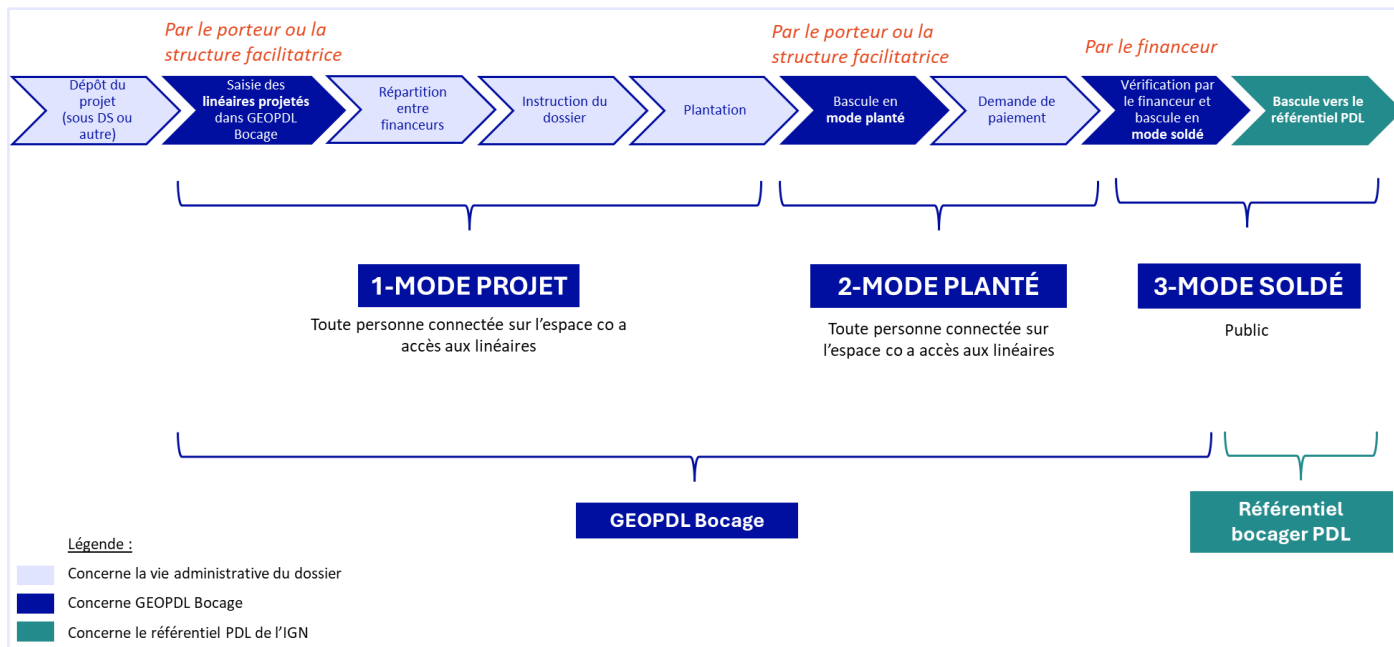 Par le porteur ou la
structure facilitatrice
Par le porteur ou la
structure facilitatrice
Par le financeur
Dépôt du
projet
(sous DS ou
autre)
Saisie des
linéaires projetés
dans GEOPDL
Bocage
Répartition
entre
financeurs
Instruction du
dossier
Plantation
Bascule en
mode planté
Demande de
paiement
Vérification par
le financeur et
bascule en
mode soldé
Bascule vers le
référentiel PDL
1-MODE PROJET
Toute personne connectée sur l'espace co a
accès aux linéaires
2-MODE PLANTÉ
Toute personne connectée sur
l'espace co a accès aux linéaires
3-MODE SOLDÉ
Public
GEOPDL Bocage
Référentiel
bocager PDL
Légende :
Concerne la vie administrative du dossier
Concerne GEOPDL Bocage
Concerne le référentiel PDL de l'IGN